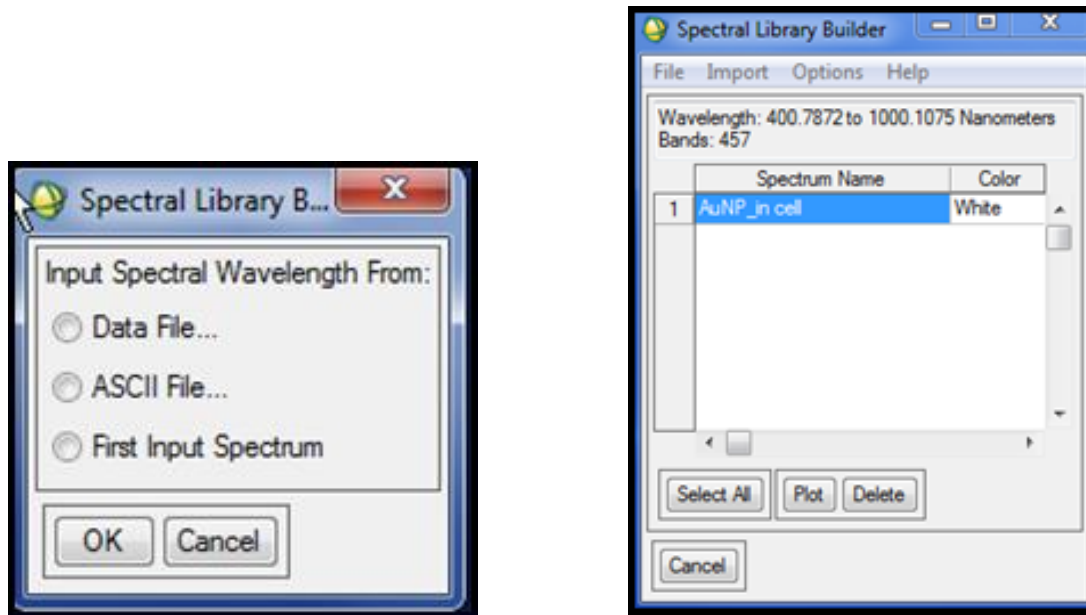 Spectral Library B...
Input Spectral Wavelength From:
Data File...
ASCII File...
First Input Spectrum
OK Cancel
Spectral Library Builder
File Import Options Help
Wavelength: 400.7872 to 1000.1075 Nanometers
Bands: 457
Spectrum Name Color
1 AuNP_in cell White
Select All Plot Delete
Cancel